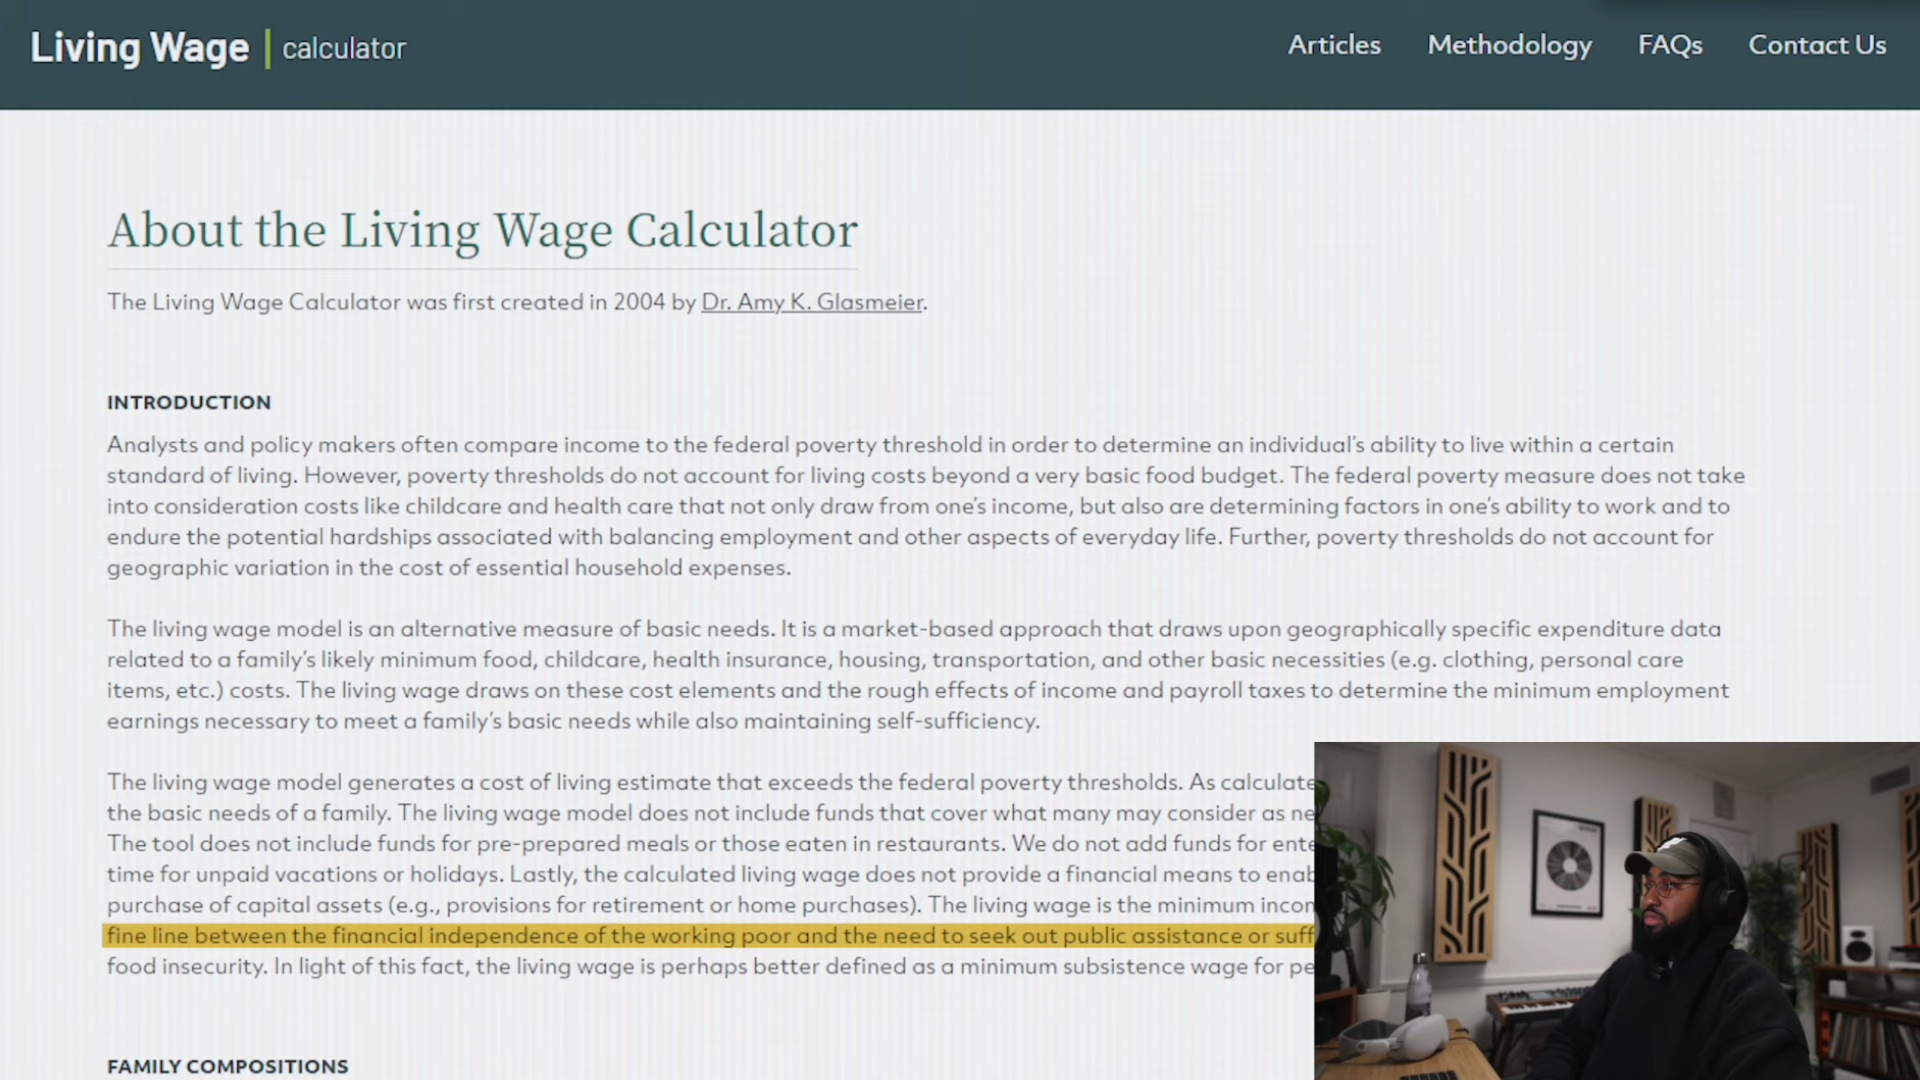 Living Wage | calculator
Articles
Methodology
FAQs
Contact Us
About the Living Wage Calculator
The Living Wage Calculator was first created in 2004 by Dr. Amy K. Glasmeier.
INTRODUCTION
Analysts and policy makers often compare income to the federal poverty threshold in order to determine an individual's ability to live within a certain
standard of living. However, poverty thresholds do not account for living costs beyond a very basic food budget. The federal poverty measure does not take
into consideration costs like childcare and health care that not only draw from one's income, but also are determining factors in one's ability to work and to
endure the potential hardships associated with balancing employment and other aspects of everyday life. Further, poverty thresholds do not account for
geographic variation in the cost of essential household expenses.
The living wage model is an alternative measure of basic needs. It is a market-based approach that draws upon geographically specific expenditure data
related to a family's likely minimum food, childcare, health insurance, housing, transportation, and other basic necessities (e.g. clothing, personal care
items, etc.) costs. The living wage draws on these cost elements and the rough effects of income and payroll taxes to determine the minimum employment
earnings necessary to meet a family's basic needs while also maintaining self-sufficiency.
The living wage model generates a cost of living estimate that exceeds the federal poverty thresholds. As calculate
the basic needs of a family. The living wage model does not include funds that cover what many may consider as ne
The tool does not include funds for pre-prepared meals or those eaten in restaurants. We do not add funds for ente
time for unpaid vacations or holidays. Lastly, the calculated living wage does not provide a financial means to enab
purchase of capital assets (e.g., provisions for retirement or home purchases). The living wage is the minimum incom
fine line between the financial independence of the working poor and the need to seek out public assistance or suff
food insecurity. In light of this fact, the living wage is perhaps better defined as a minimum subsistence wage for pe
FAMILY COMPOSITIONS